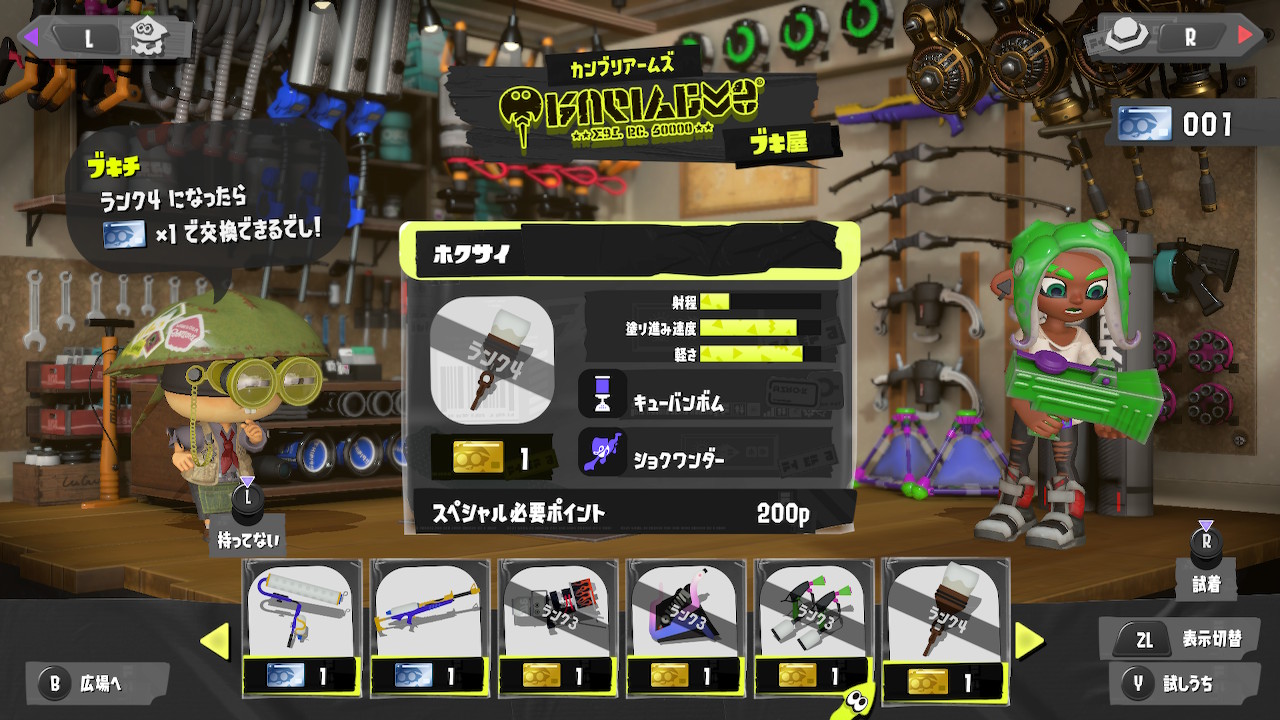 L
R
001
カンブリアームズ
ブキ屋
ブキチ
ランク4 になったら
×1 で交換できるでし!
ホクサイ
ランク4
射程
塗り進み速度
軽さ
キューバンボム
1
ショクワンダー
スペシャル必要ポイント 200p
L
持ってない
R
試着
ランク3
ランク3
ランク3
ランク4
1
1
1
1
1
1
ZL 表示切替
B 広場へ
Y 試しうち